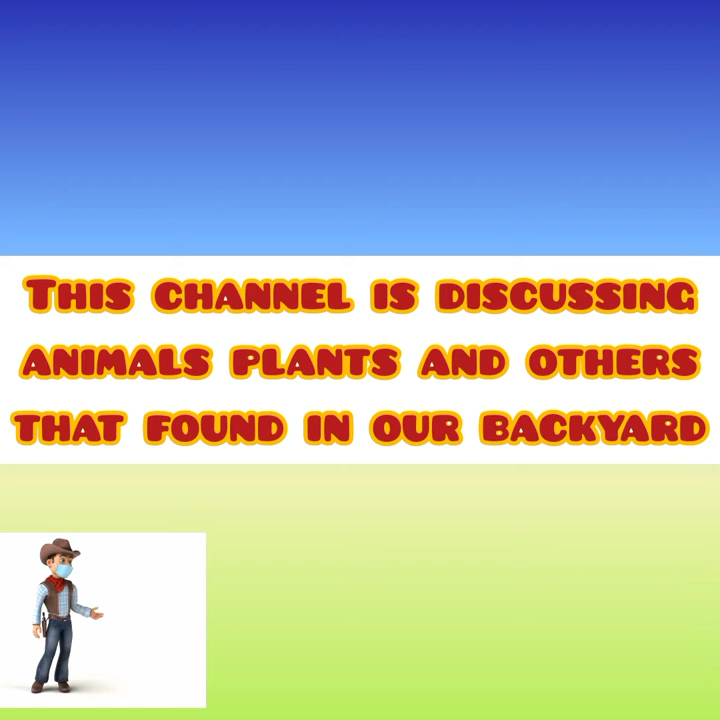 This channel is discussing
animals plants and others
that found in our backyard